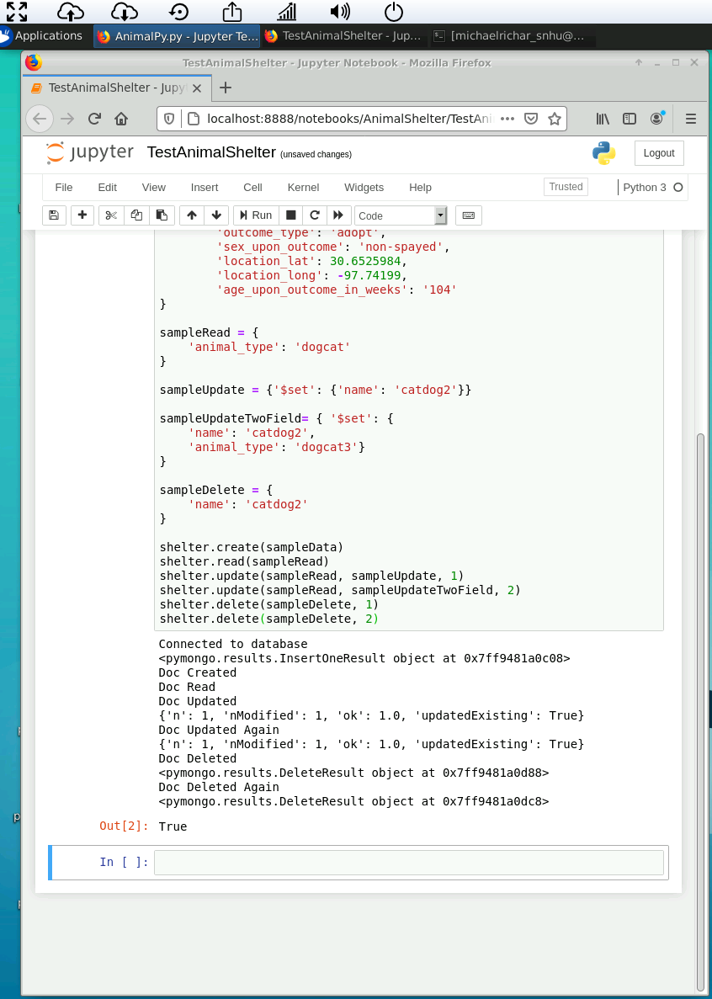 Applications
AnimalPy.py - Jupyter Te...
TestAnimalShelter - Jup...
[michaelrichar_snhu@...
TestAnimalShelter - Jupyter Notebook - Mozilla Firefox
TestAnimalShelter - Jupy
localhost:8888/notebooks/AnimalShelter/TestAni
jupyter TestAnimalShelter (unsaved changes)
Logout
File Edit View Insert Cell Kernel Widgets Help
Trusted
Python 3
Run
Code
'outcome_type': 'adopt',
'sex_upon_outcome': 'non-spayed',
'location_lat': 30.6525984,
'location_long': -97.74199,
'age_upon_outcome_in_weeks': '104'
}
sampleRead = {
'animal_type': 'dogcat'
}
sampleUpdate = {'$set': {'name': 'catdog2'}}
sampleUpdateTwoField= { '$set': {
'name': 'catdog2',
'animal_type': 'dogcat3'}
}
sampleDelete = {
'name': 'catdog2'
}
shelter.create(sampleData)
shelter.read(sampleRead)
shelter.update(sampleRead, sampleUpdate, 1)
shelter.update(sampleRead, sampleUpdateTwoField, 2)
shelter.delete(sampleDelete, 1)
shelter.delete(sampleDelete, 2)
Connected to database
<pymongo.results.InsertOneResult object at 0x7ff9481a0c08>
Doc Created
Doc Read
Doc Updated
{'n': 1, 'nModified': 1, 'ok': 1.0, 'updatedExisting': True}
Doc Updated Again
{'n': 1, 'nModified': 1, 'ok': 1.0, 'updatedExisting': True}
Doc Deleted
<pymongo.results.DeleteResult object at 0x7ff9481a0d88>
Doc Deleted Again
<pymongo.results.DeleteResult object at 0x7ff9481a0dc8>
Out[2]: True
In [ ]: